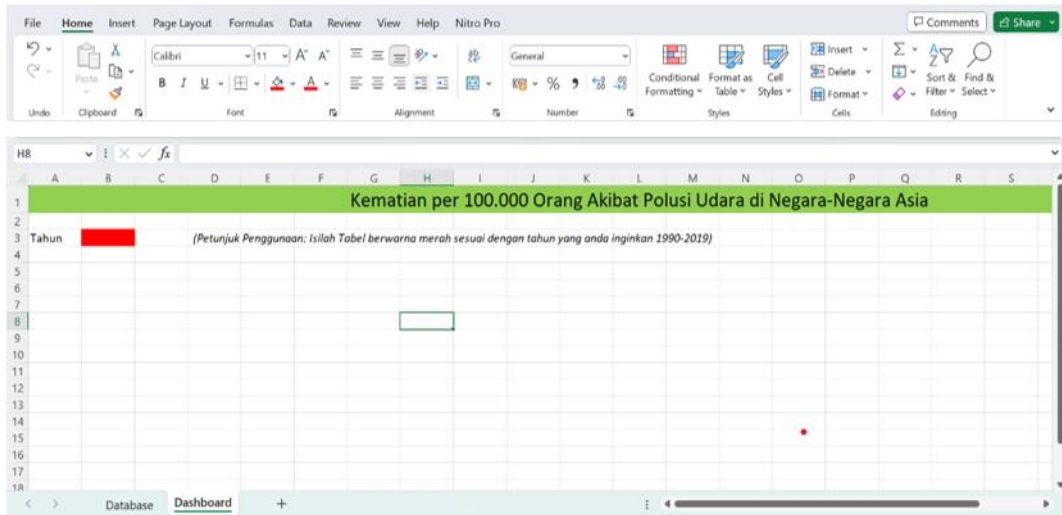 File Home Insert Page Layout Formulas Data Review View Help Nitro Pro Comments Share
Paste Calibri 11 A^ A˅ General Conditional Formatting Format as Table Cell Styles Insert Delete Format Sort & Filter Find & Select
B I U A % 9
Undo Clipboard Font Alignment Number Styles Cells Editing
H8 fx
A B C D E F G H I J K L M N O P Q R S
1 Kematian per 100.000 Orang Akibat Polusi Udara di Negara-Negara Asia
2
3 Tahun (Petunjuk Penggunaan: Isilah Tabel berwarna merah sesuai dengan tahun yang anda inginkan 1990-2019)
4
5
6
7
8
9
10
11
12
13
14
15
16
17
18
Database Dashboard +